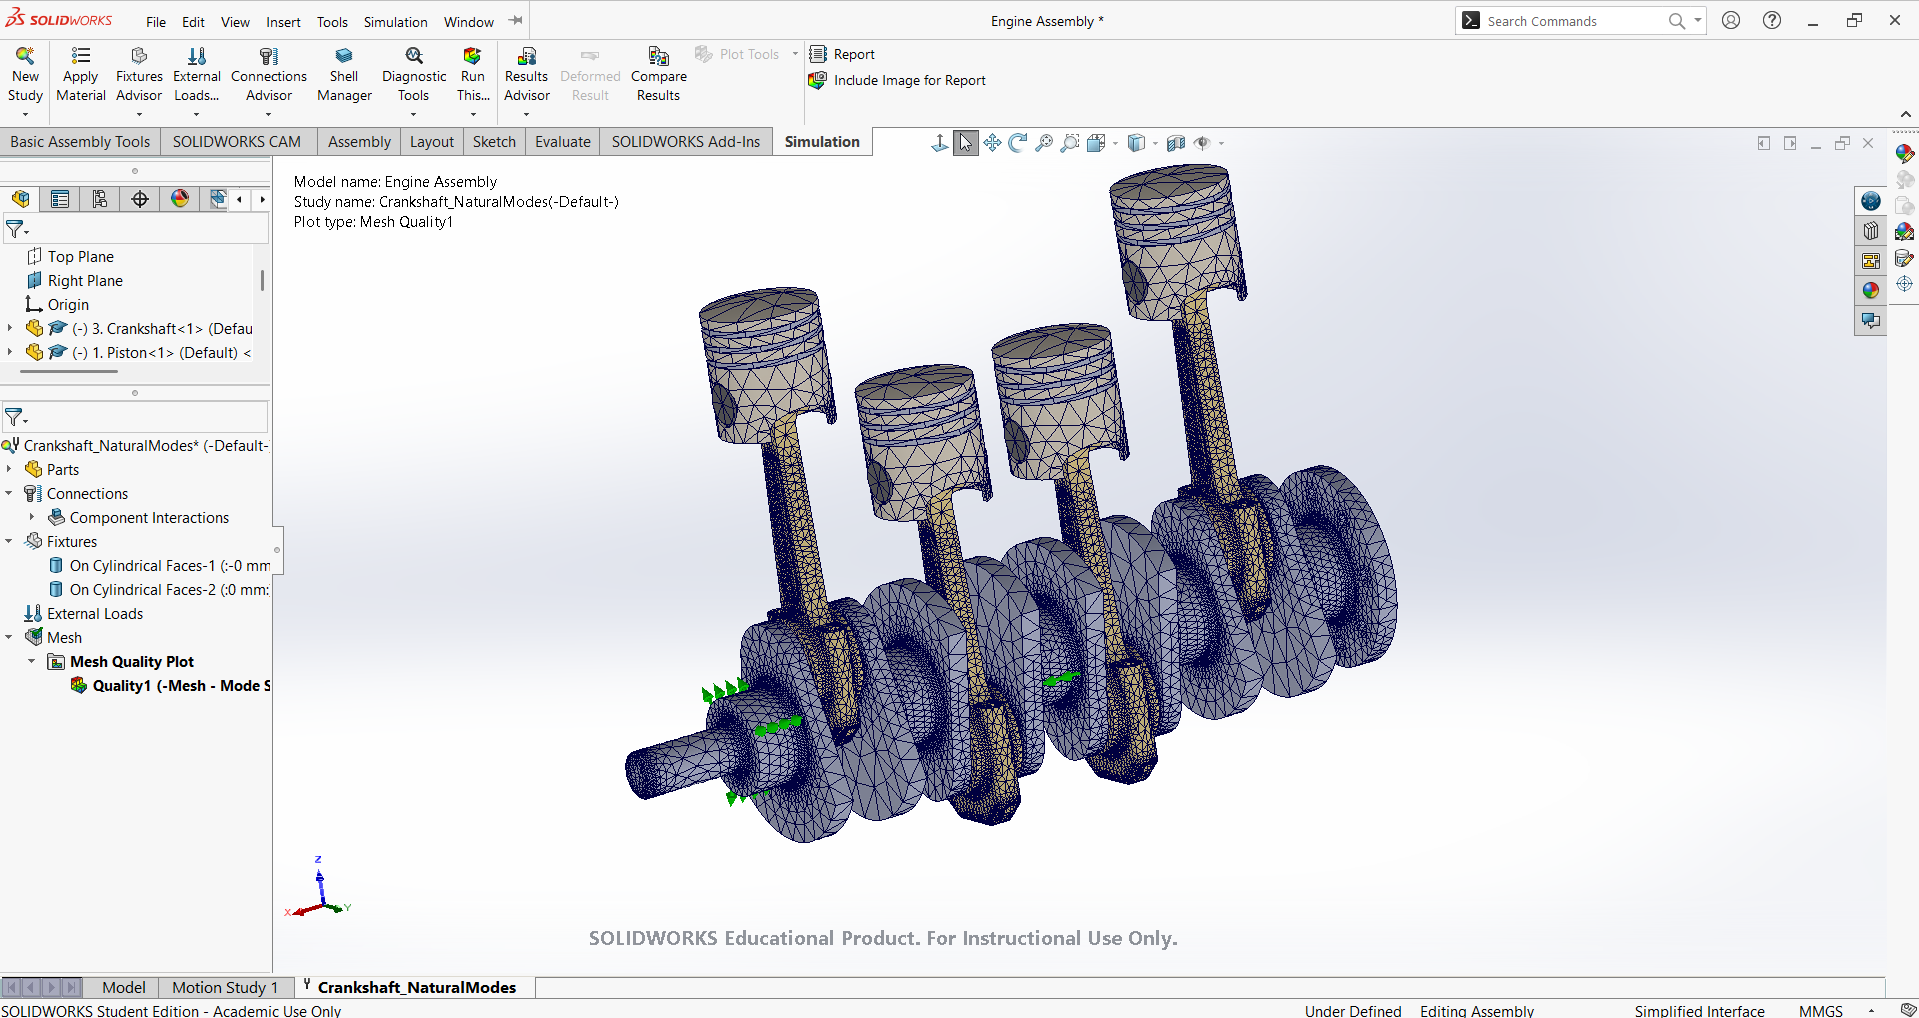 SOLIDWORKS File Edit View Insert Tools Simulation Window Engine Assembly * Search Commands
New Study
Apply Material
Fixtures Advisor
External Loads...
Connections Advisor
Shell Manager
Diagnostic Tools
Run This...
Results Advisor
Deformed Result
Compare Results
Plot Tools
Report
Include Image for Report
Basic Assembly Tools SOLIDWORKS CAM Assembly Layout Sketch Evaluate SOLIDWORKS Add-Ins Simulation
Top Plane
Right Plane
Origin
(-) 3. Crankshaft<1> (Defau
(-) 1. Piston<1> (Default) <
Crankshaft_NaturalModes* (-Default-
Parts
Connections
Component Interactions
Fixtures
On Cylindrical Faces-1 (:-0 mm
On Cylindrical Faces-2 (:0 mm:
External Loads
Mesh
Mesh Quality Plot
Quality1 (-Mesh - Mode S
Model name: Engine Assembly
Study name: Crankshaft_NaturalModes(-Default-)
Plot type: Mesh Quality1
Z
X
Y
SOLIDWORKS Educational Product. For Instructional Use Only.
Model Motion Study 1 Crankshaft_NaturalModes
SOLIDWORKS Student Edition - Academic Use Only Under Defined Editing Assembly Simplified Interface MMGS